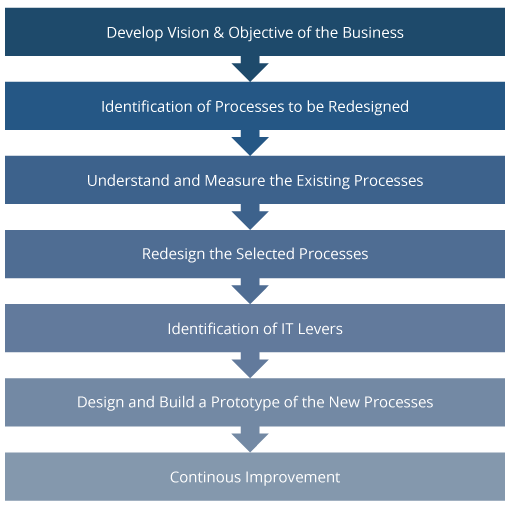 Develop Vision & Objective of the Business
Identification of Processes to be Redesigned
Understand and Measure the Existing Processes
Redesign the Selected Processes
Identification of IT Levers
Design and Build a Prototype of the New Processes
Continous Improvement